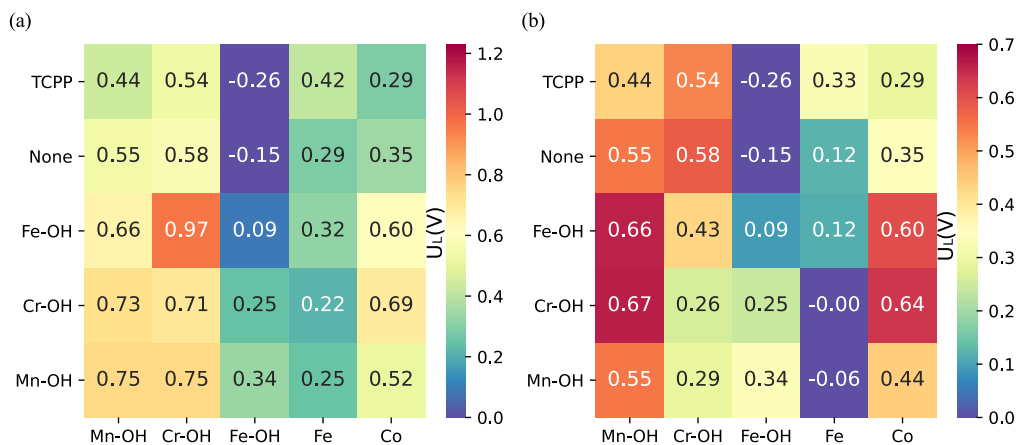 (a)
TCPP 0.44 0.54 -0.26 0.42 0.29
None 0.55 0.58 -0.15 0.29 0.35
Fe-OH 0.66 0.97 0.09 0.32 0.60
Cr-OH 0.73 0.71 0.25 0.22 0.69
Mn-OH 0.75 0.75 0.34 0.25 0.52
Mn-OH Cr-OH Fe-OH Fe Co
1.2
1.0
0.8
0.6
0.4
0.2
0.0
U_L(V)
(b)
TCPP 0.44 0.54 -0.26 0.33 0.29
None 0.55 0.58 -0.15 0.12 0.35
Fe-OH 0.66 0.43 0.09 0.12 0.60
Cr-OH 0.67 0.26 0.25 -0.00 0.64
Mn-OH 0.55 0.29 0.34 -0.06 0.44
Mn-OH Cr-OH Fe-OH Fe Co
0.7
0.6
0.5
0.4
0.3
0.2
0.1
0.0
U_L(V)